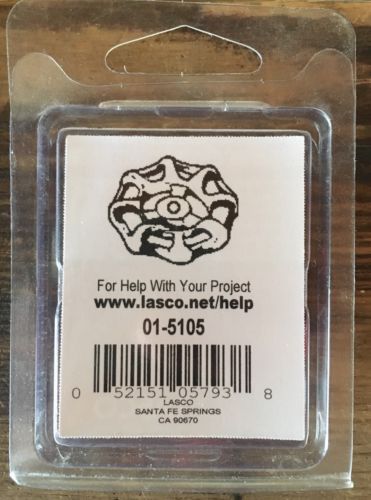 For Help With Your Project
www.lasco.net/help
01-5105
0 52151 05793 8
LASCO
SANTA FE SPRINGS
CA 90670